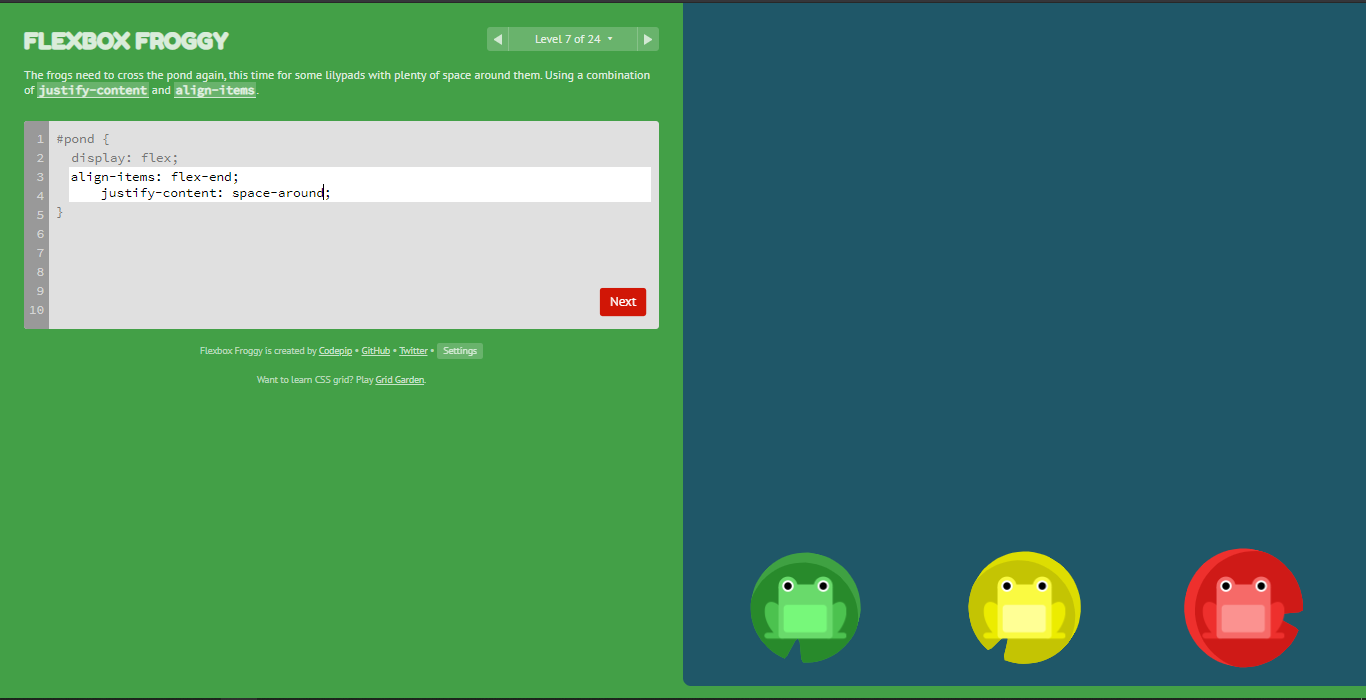 FLEXBOX FROGGY
Level 7 of 24
The frogs need to cross the pond again, this time for some lilypads with plenty of space around them. Using a combination
of justify-content and align-items.
1 #pond {
2 display: flex;
3 align-items: flex-end;
4 justify-content: space-around;
5 }
6
7
8
9
10
Next
Flexbox Froggy is created by Codepip • GitHub • Twitter • Settings
Want to learn CSS grid? Play Grid Garden.